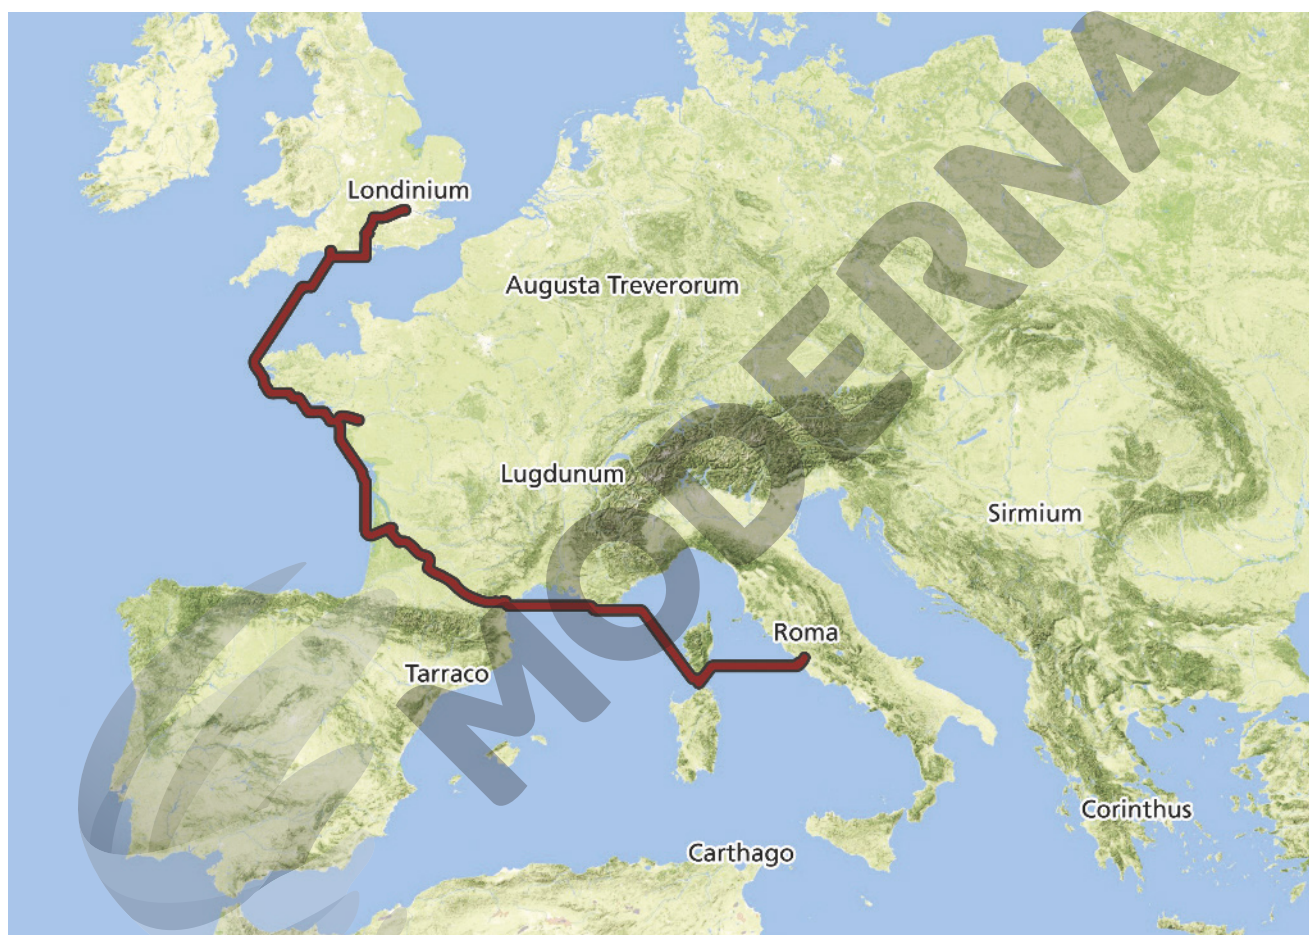 Londinium
Augusta Treverorum
Lugdunum
Sirmium
Roma
Tarraco
Corinthus
Carthago
MODERNA